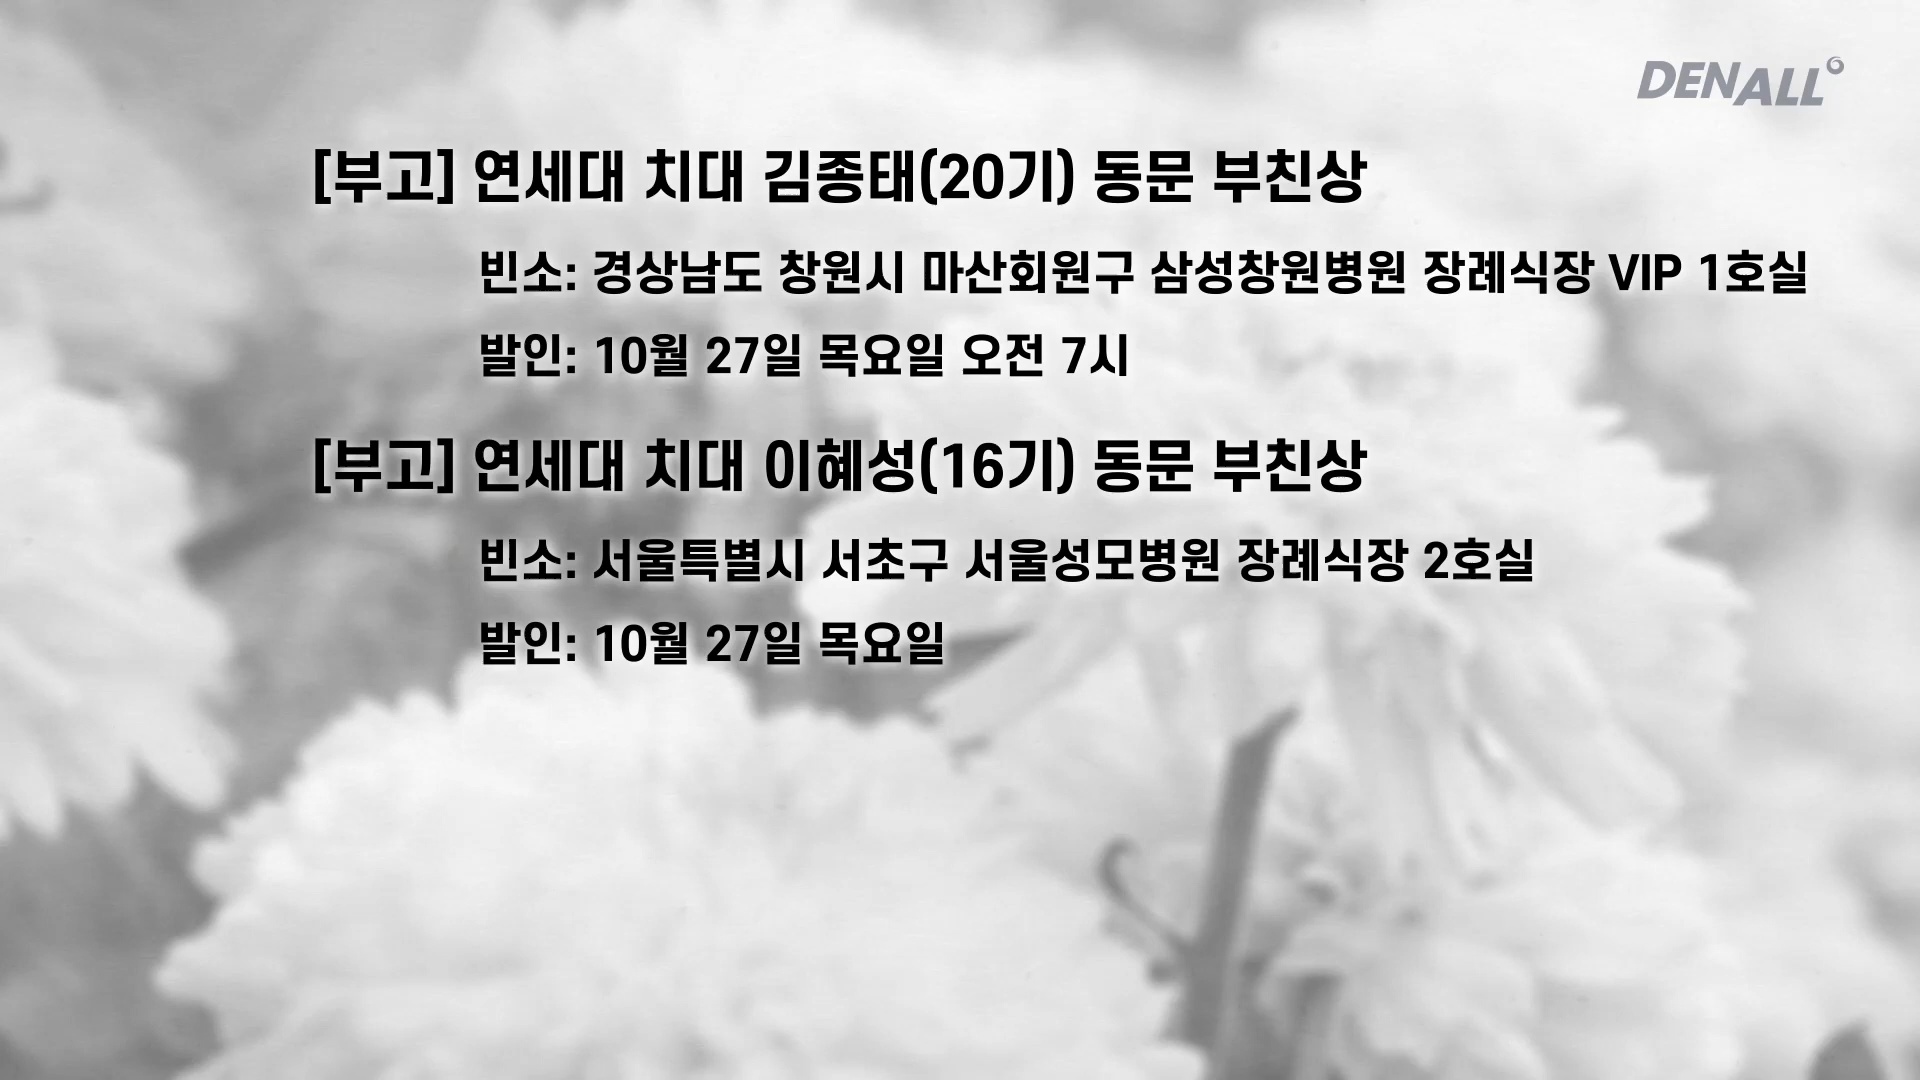 DENALL
[부고] 연세대 치대 김종태(20기) 동문 부친상
빈소: 경상남도 창원시 마산회원구 삼성창원병원 장례식장 VIP 1호실
발인: 10월 27일 목요일 오전 7시
[부고] 연세대 치대 이혜성(16기) 동문 부친상
빈소: 서울특별시 서초구 서울성모병원 장례식장 2호실
발인: 10월 27일 목요일